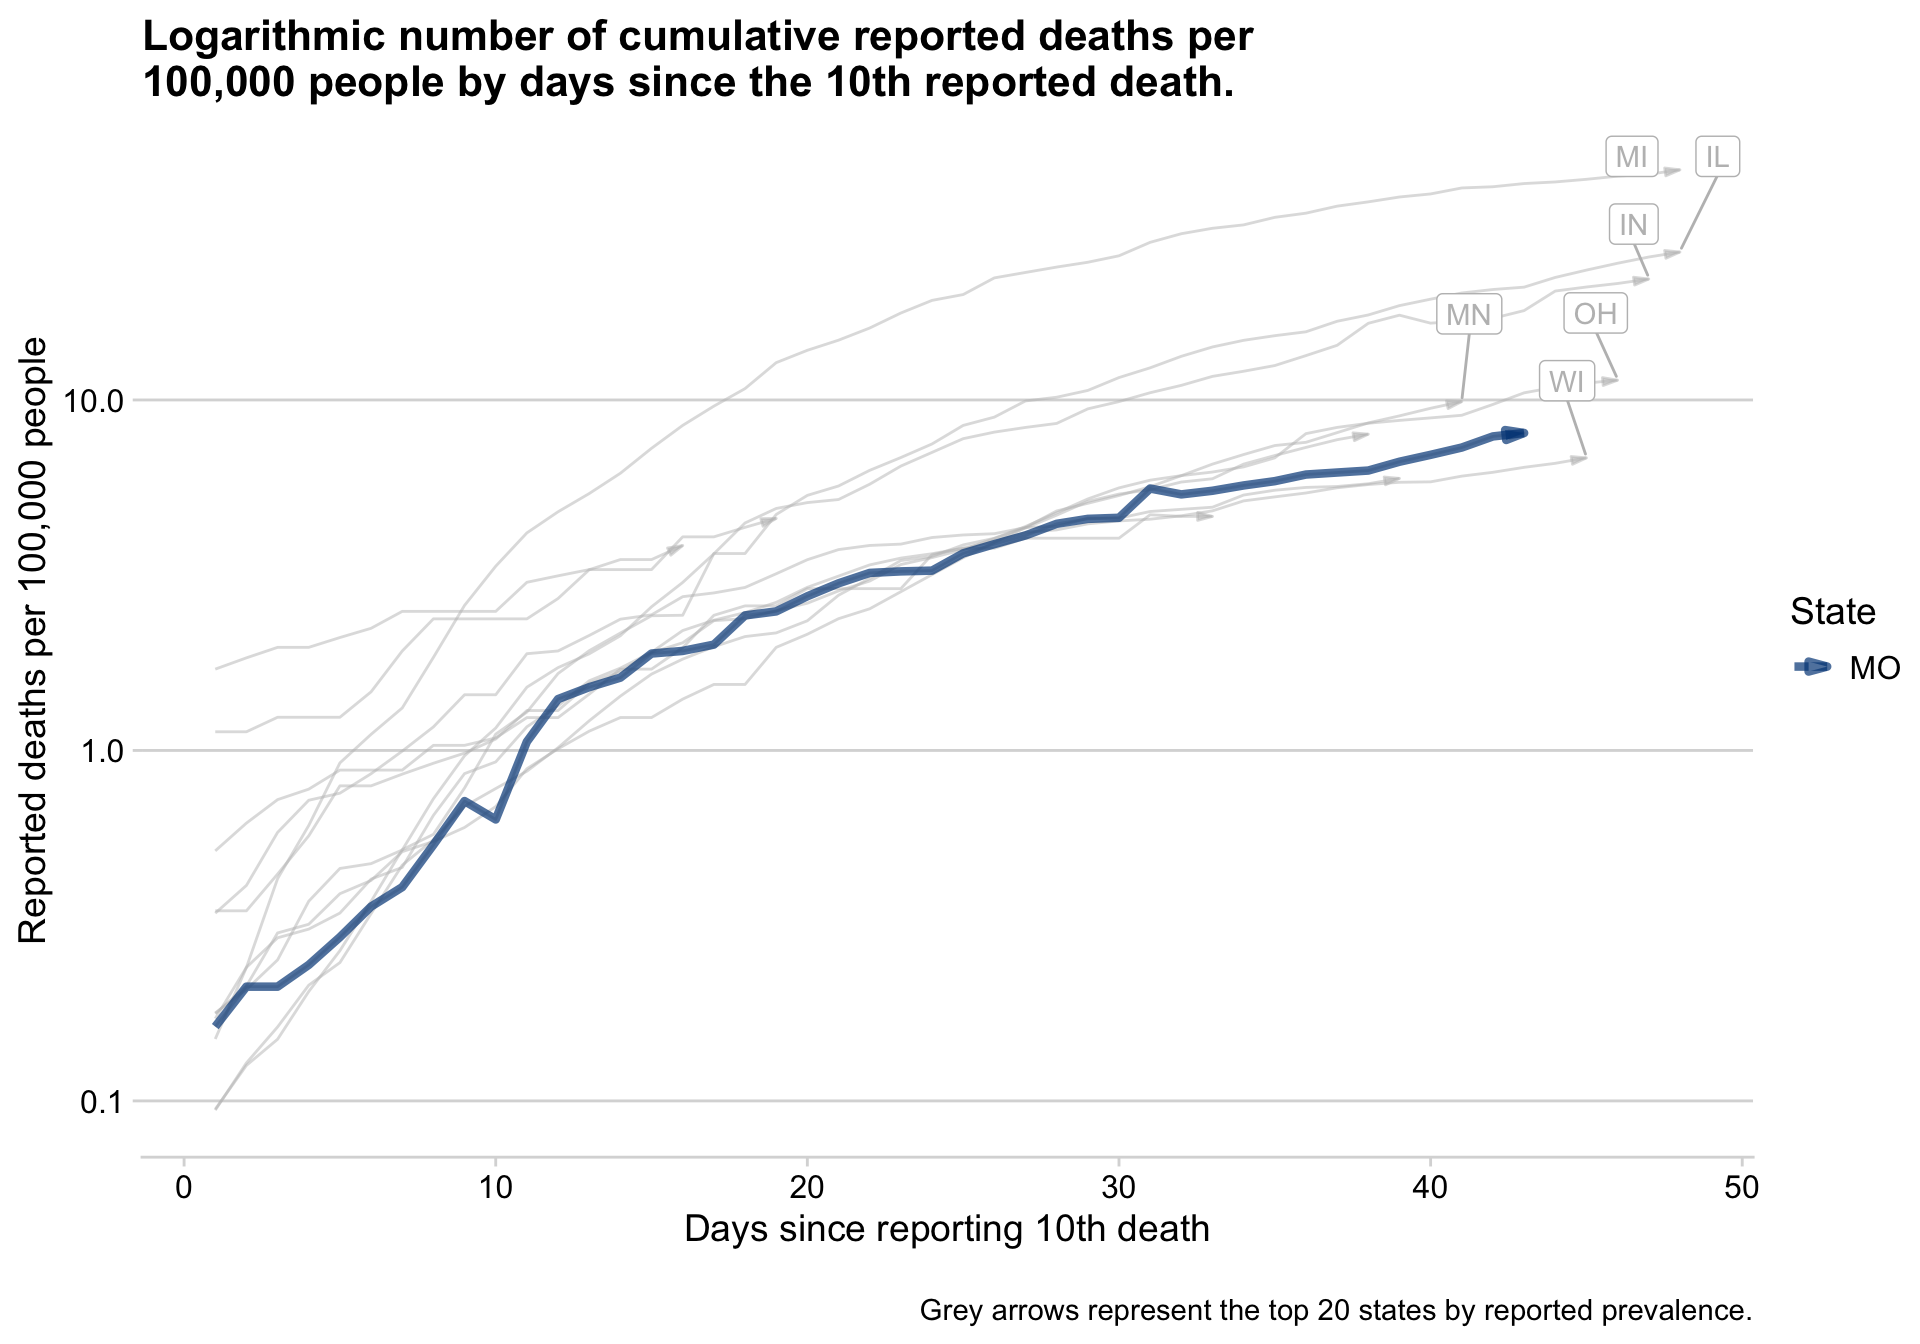 Logarithmic number of cumulative reported deaths per
100,000 people by days since the 10th reported death.
MI
IL
IN
MN
OH
WI
Reported deaths per 100,000 people
10.0
1.0
0.1
State
MO
0
10
20
30
40
50
Days since reporting 10th death
Grey arrows represent the top 20 states by reported prevalence.